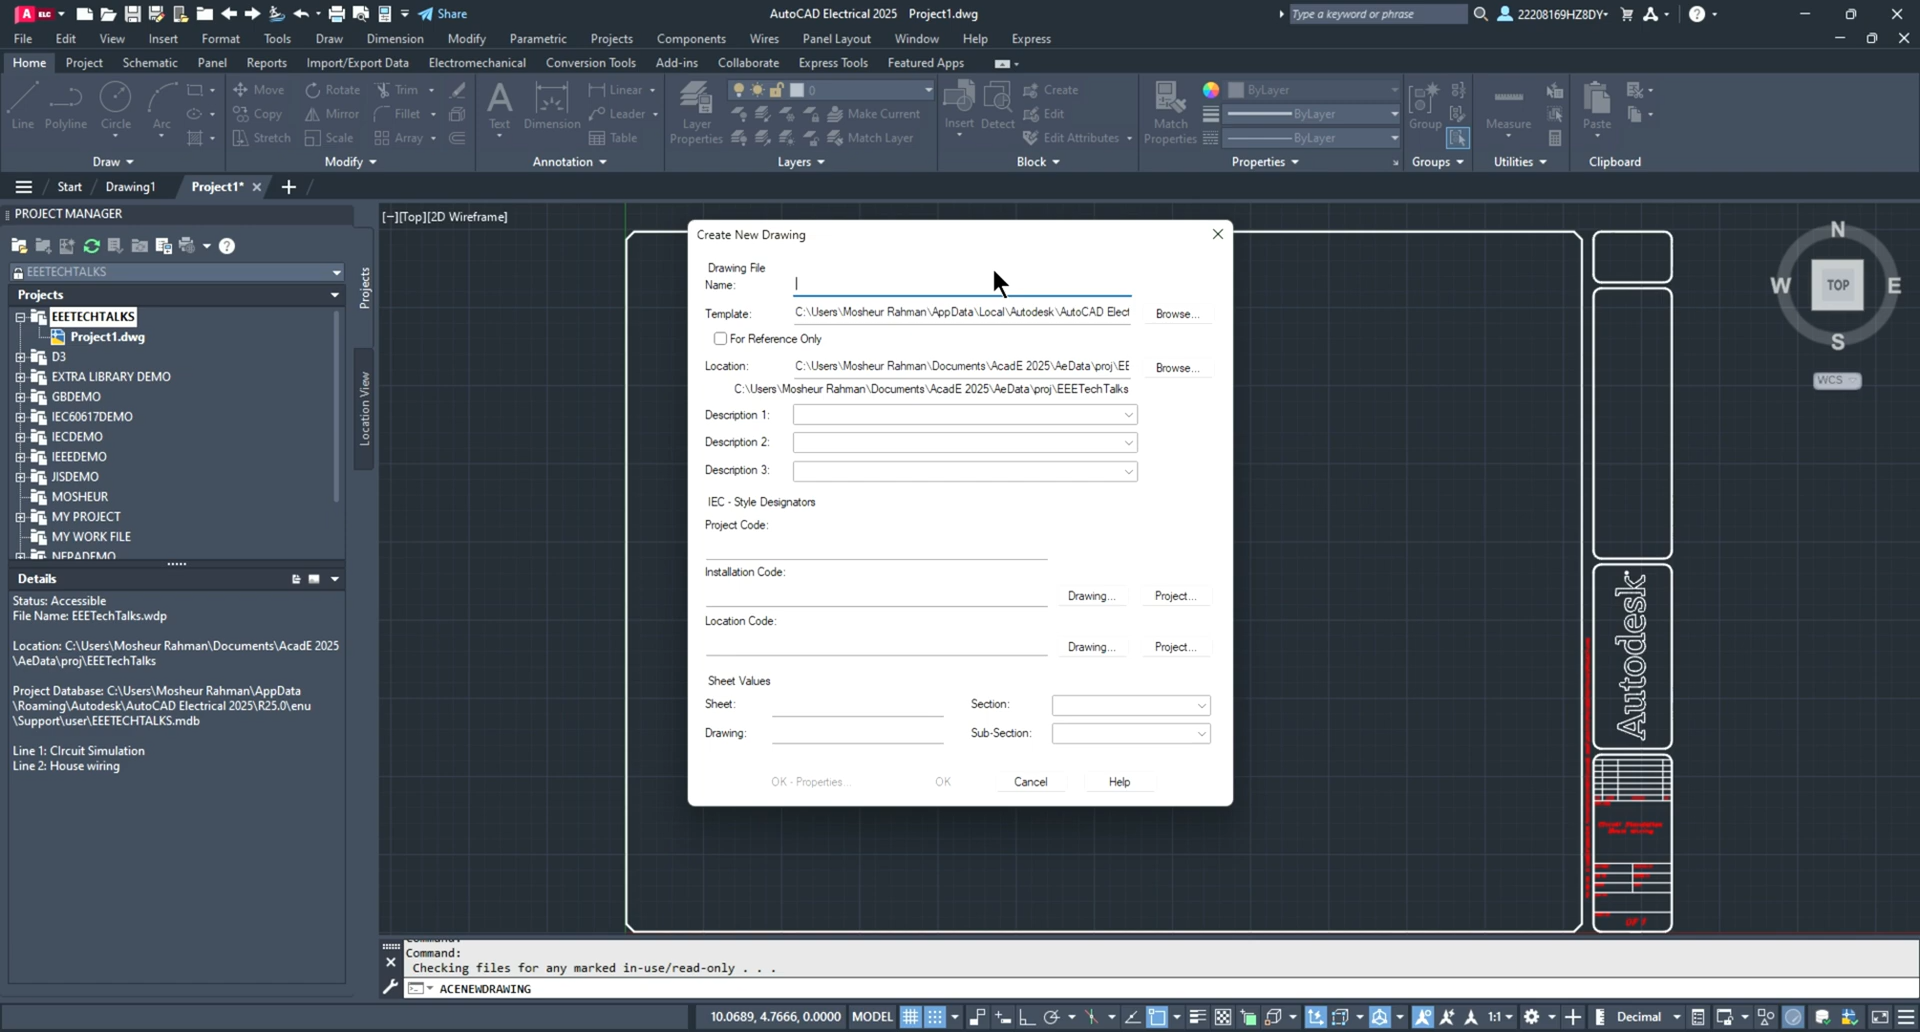 A ELC Share AutoCAD Electrical 2025 Project1.dwg Type a keyword or phrase 22208169HZ8DY
File Edit View Insert Format Tools Draw Dimension Modify Parametric Projects Components Wires Panel Layout Window Help Express
Home Project Schematic Panel Reports Import/Export Data Electromechanical Conversion Tools Add-ins Collaborate Express Tools Featured Apps
Move Rotate Trim Linear 0 Create ByLayer
Copy Mirror Fillet Leader Make Current Edit ByLayer
Line Polyline Circle Arc Text Dimension Layer Properties Insert Detect Match Properties Group Measure Paste
Stretch Scale Array Table Match Layer Edit Attributes ByLayer
Draw Modify Annotation Layers Block Properties Groups Utilities Clipboard
Start Drawing1 Project1*
PROJECT MANAGER
[−][Top][2D Wireframe]
EEETECHTALKS
Projects
EEETECHTALKS
Project1.dwg
D3
EXTRA LIBRARY DEMO
GBDEMO
IEC60617DEMO
IECDEMO
IEEEDEMO
JISDEMO
MOSHEUR
MY PROJECT
MY WORK FILE
NFPADEMO
Projects
Location View
Details
Status: Accessible
File Name: EEETechTalks.wdp
Location: C:\Users\Mosheur Rahman\Documents\AcadE 2025
\AeData\proj\EEETechTalks
Project Database: C:\Users\Mosheur Rahman\AppData
\Roaming\Autodesk\AutoCAD Electrical 2025\R25.0\enu
\Support\user\EEETECHTALKS.mdb
Line 1: CIrcuit Simulation
Line 2: House wiring
Create New Drawing
Drawing File
Name:
Template: C:\Users\Mosheur Rahman\AppData\Local\Autodesk\AutoCAD Elect Browse...
For Reference Only
Location: C:\Users\Mosheur Rahman\Documents\AcadE 2025\AeData\proj\EE Browse...
C:\Users\Mosheur Rahman\Documents\AcadE 2025\AeData\proj\EEETechTalks
Description 1:
Description 2:
Description 3:
IEC - Style Designators
Project Code:
Installation Code:
Drawing... Project...
Location Code:
Drawing... Project...
Sheet Values
Sheet: Section:
Drawing: Sub-Section:
OK - Properties... OK Cancel Help
N
W TOP E
S
WCS
Autodesk
Command:
Command:
Checking files for any marked in-use/read-only . . .
ACENEWDRAWING
10.0689, 4.7666, 0.0000 MODEL 1:1 Decimal